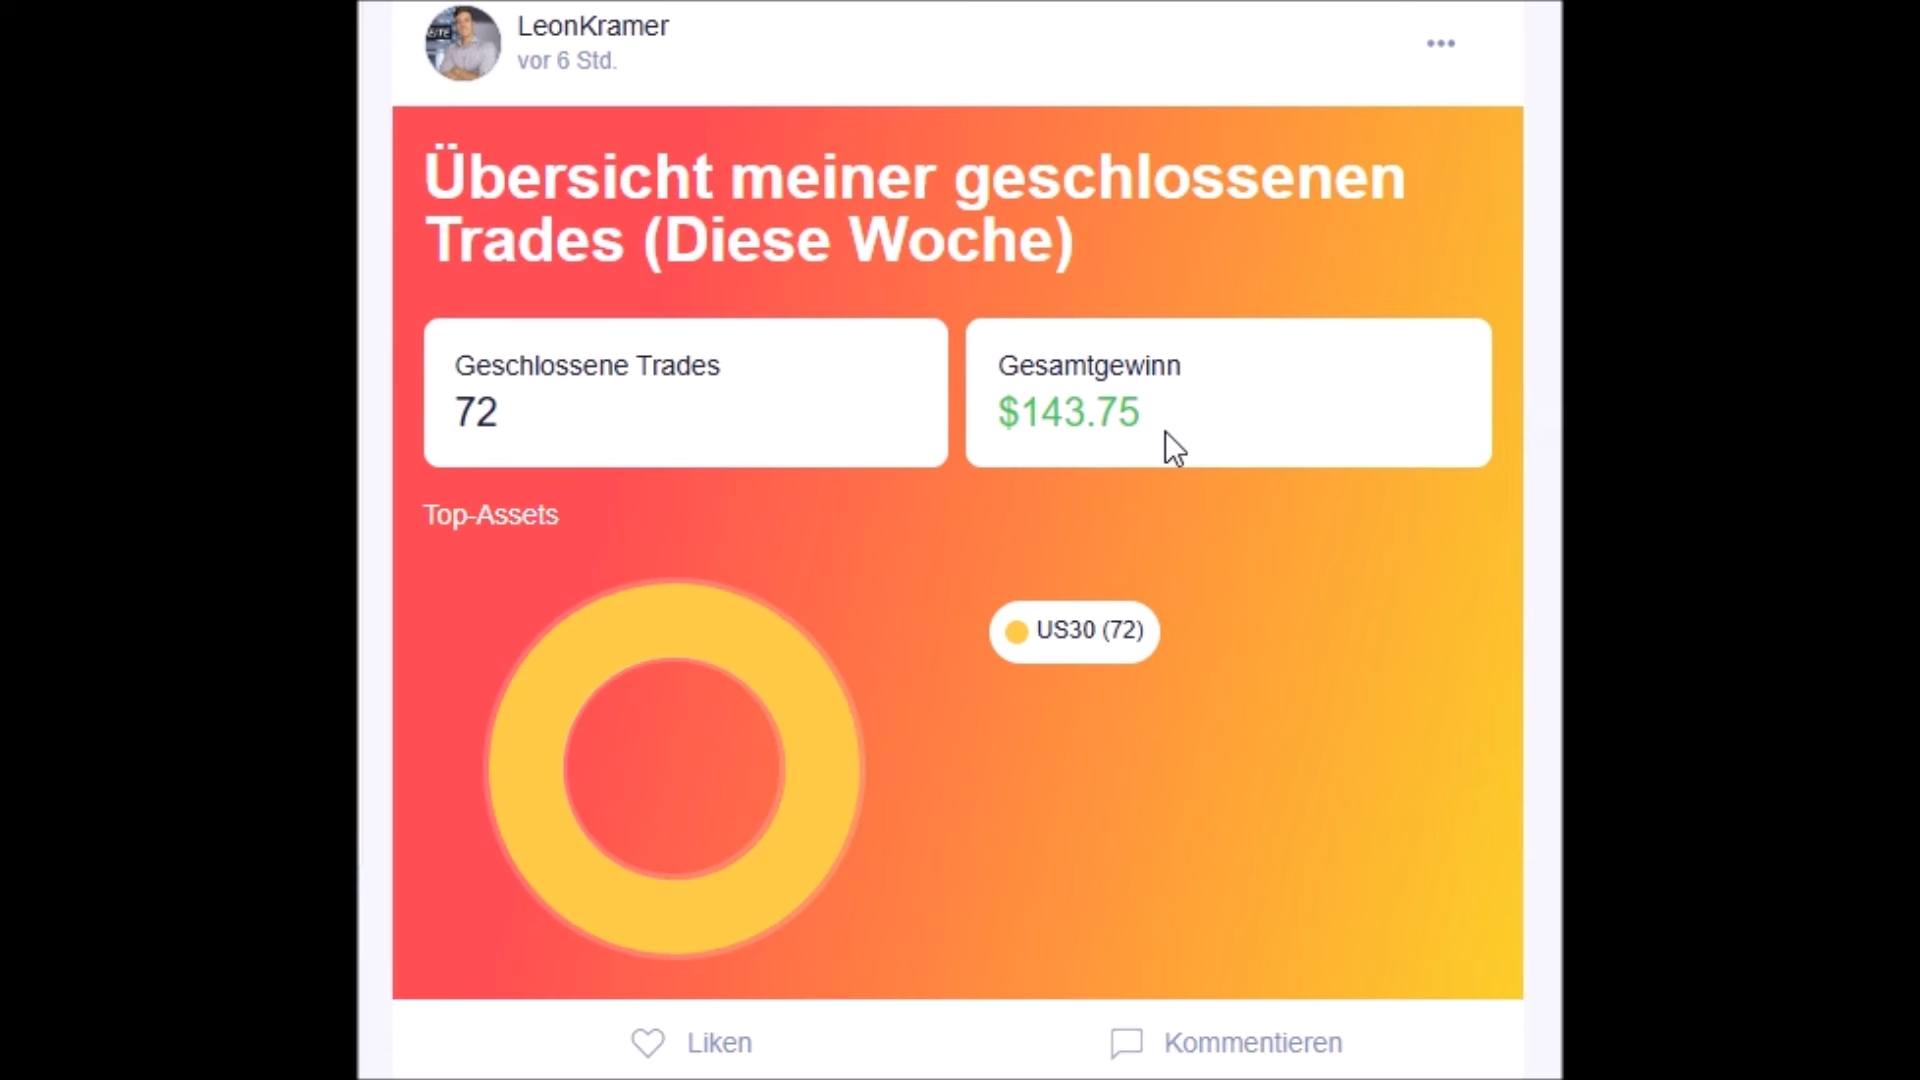 LeonKramer
vor 6 Std.
Übersicht meiner geschlossenen
Trades (Diese Woche)
Geschlossene Trades
72
Gesamtgewinn
$143.75
Top-Assets
US30 (72)
Liken
Kommentieren